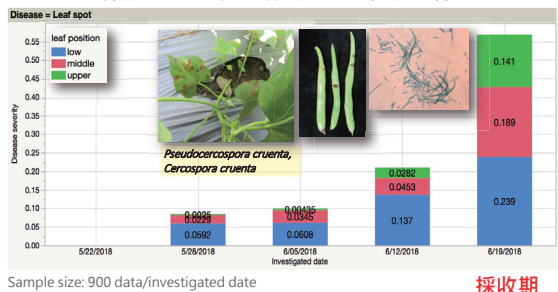 Disease = Leaf spot
leaf position
low
middle
upper
Pseudocercospora cruenta,
Cercospora cruenta
Disease severity
0.55
0.50
0.45
0.40
0.35
0.30
0.25
0.20
0.15
0.10
0.05
0.00
0.0025
0.0229
0.0592
0.00435
0.0345
0.0608
0.0282
0.0453
0.137
0.141
0.189
0.239
5/22/2018
5/28/2018
6/05/2018
6/12/2018
6/19/2018
Investigated date
Sample size: 900 data/investigated date
採收期